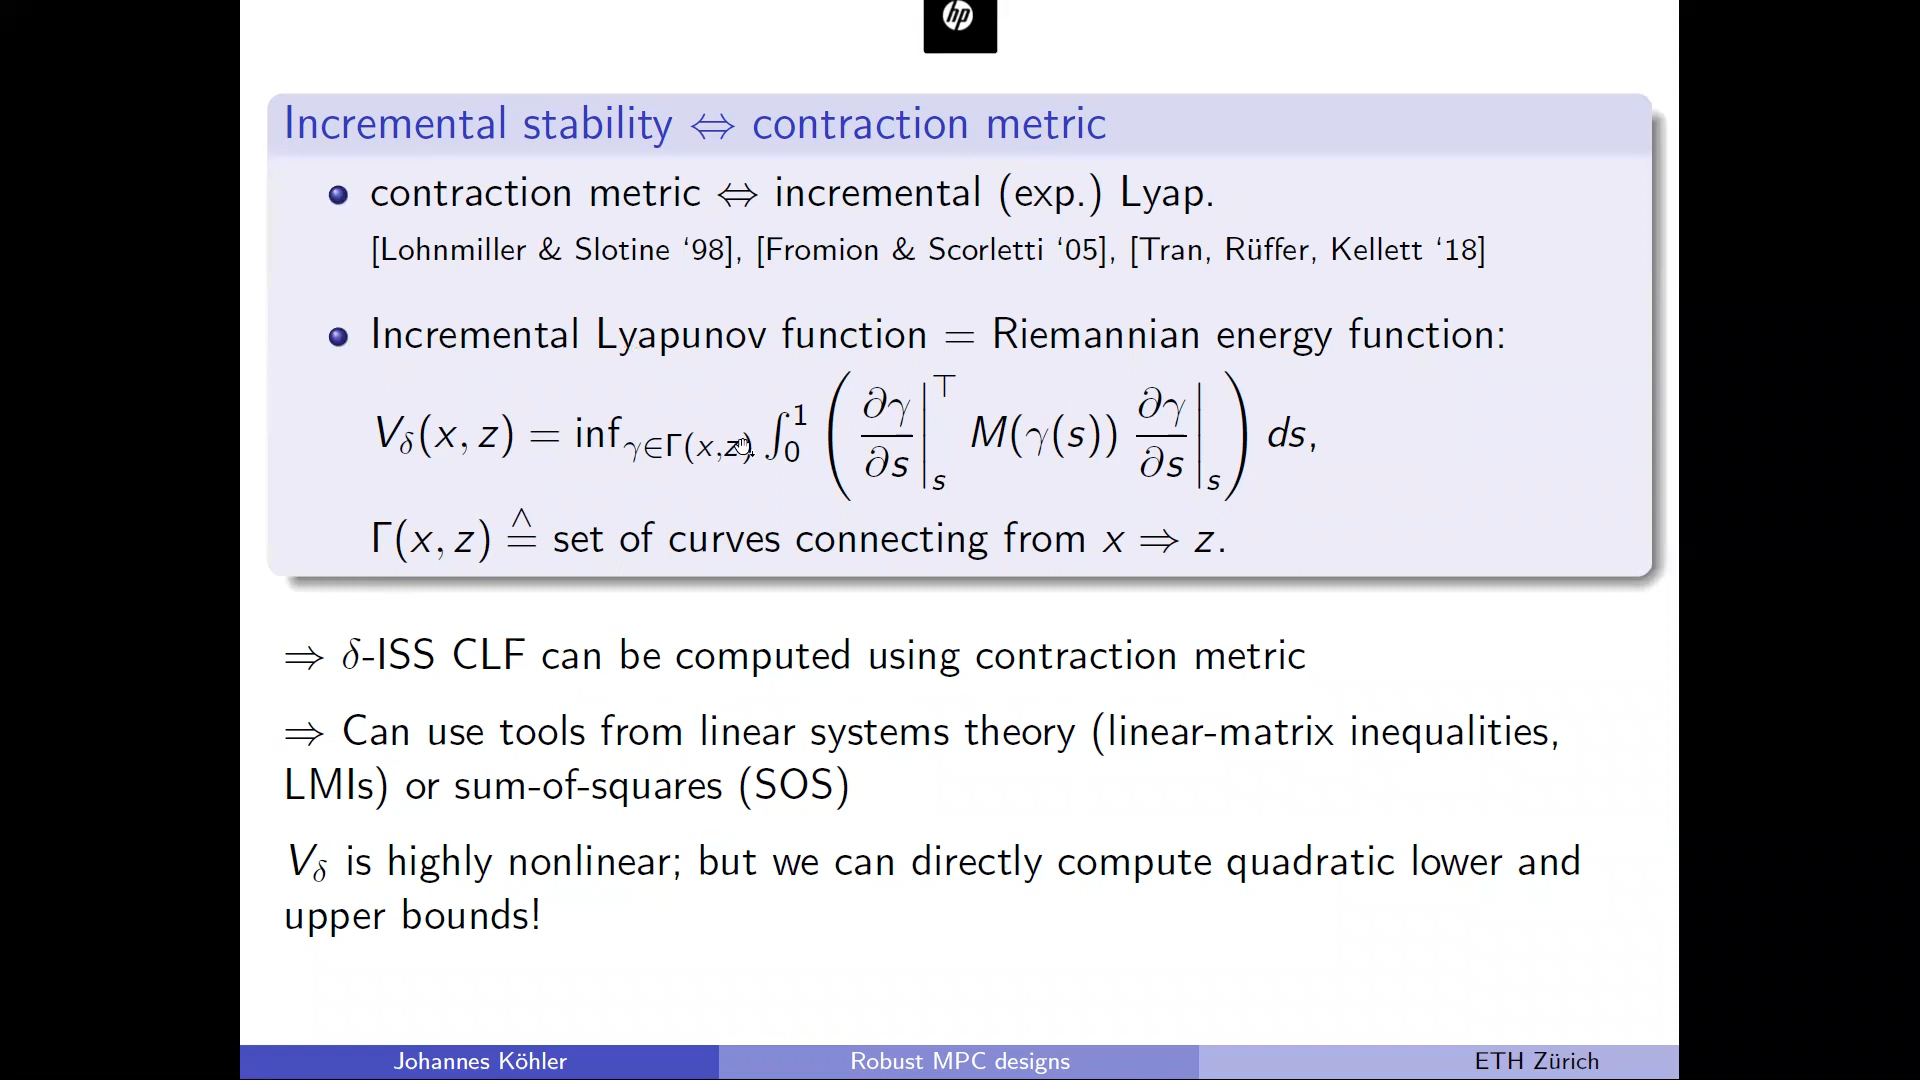 hp
Incremental stability ⇔ contraction metric
contraction metric ⇔ incremental (exp.) Lyap.
[Lohnmiller & Slotine ‘98], [Fromion & Scorletti ‘05], [Tran, Rüffer, Kellett ‘18]
Incremental Lyapunov function = Riemannian energy function:
V_δ(x, z) = inf_{γ∈Γ(x,z)} ∫_0^1 ( ∂γ/∂s |_s^⊤ M(γ(s)) ∂γ/∂s |_s ) ds,
Γ(x, z) ≙ set of curves connecting from x ⇒ z.
⇒ δ-ISS CLF can be computed using contraction metric
⇒ Can use tools from linear systems theory (linear-matrix inequalities,
LMIs) or sum-of-squares (SOS)
V_δ is highly nonlinear; but we can directly compute quadratic lower and
upper bounds!
Johannes Köhler
Robust MPC designs
ETH Zürich